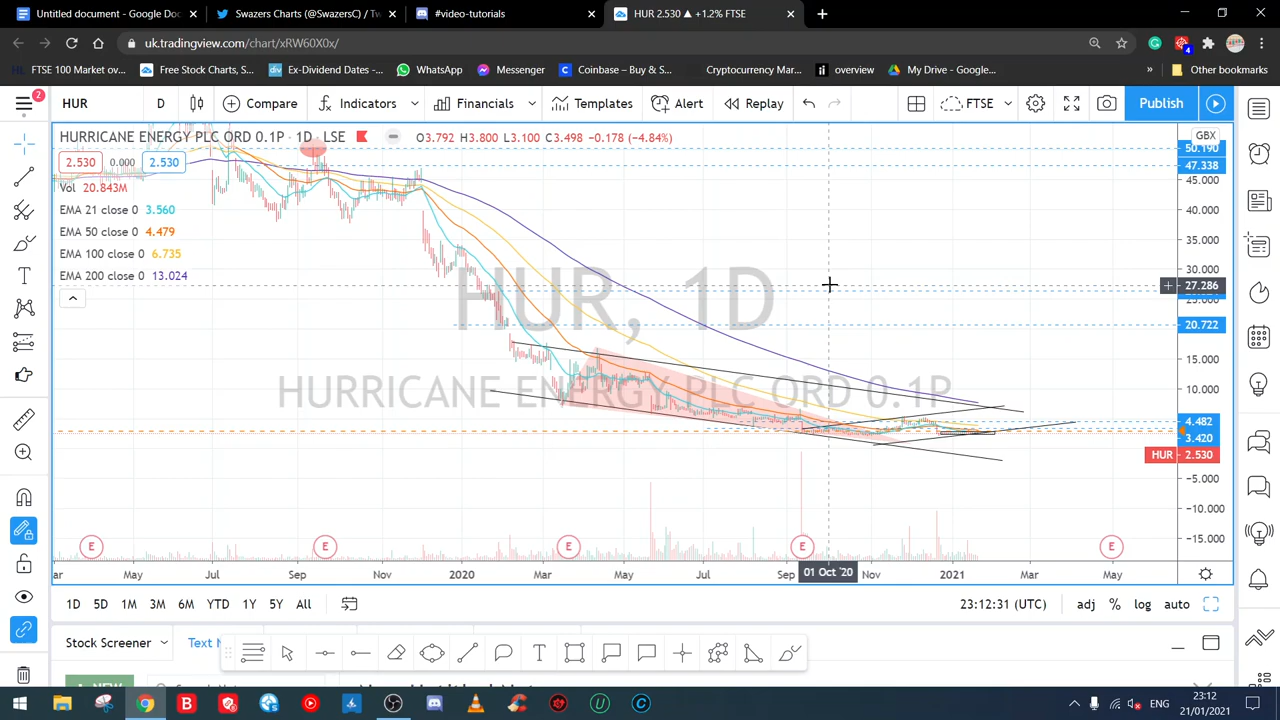 Untitled document - Google Doc
Swazers Charts (@SwazersC) / Tw
#video-tutorials
HUR 2.530 ▲ +1.2% FTSE
uk.tradingview.com/chart/xRW60X0x/
4
FTSE 100 Market ov...
Free Stock Charts, S...
Ex-Dividend Dates -...
WhatsApp
Messenger
Coinbase – Buy & S...
Cryptocurrency Mar...
overview
My Drive - Google...
»
Other bookmarks
2
HUR
D
Compare
Indicators
Financials
Templates
Alert
Replay
FTSE
Publish
HURRICANE ENERGY PLC ORD 0.1P · 1D · LSE
O3.792 H3.800 L3.100 C3.498 -0.178 (-4.84%)
GBX
2.530
0.000
2.530
Vol 20.843M
EMA 21 close 0 3.560
EMA 50 close 0 4.479
EMA 100 close 0 6.735
EMA 200 close 0 13.024
50.190
47.338
45.000
40.000
35.000
30.000
27.286
20.722
15.000
10.000
4.482
3.420
HUR 2.530
-5.000
-10.000
-15.000
HUR, 1D
HURRICANE ENERGY PLC ORD 0.1P
E
E
E
E
E
May
Jul
Sep
Nov
2020
Mar
May
Jul
Sep
01 Oct '20
Nov
2021
Mar
May
1D
5D
1M
3M
6M
YTD
1Y
5Y
All
23:12:31 (UTC)
adj
%
log
auto
Stock Screener
Text N
ENG
23:12
21/01/2021